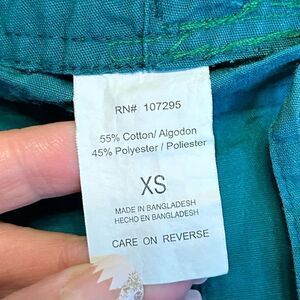 RN# 107295
55% Cotton/ Algodon
45% Polyester / Poliester
XS
MADE IN BANGLADESH
HECHO EN BANGLADESH
CARE ON REVERSE